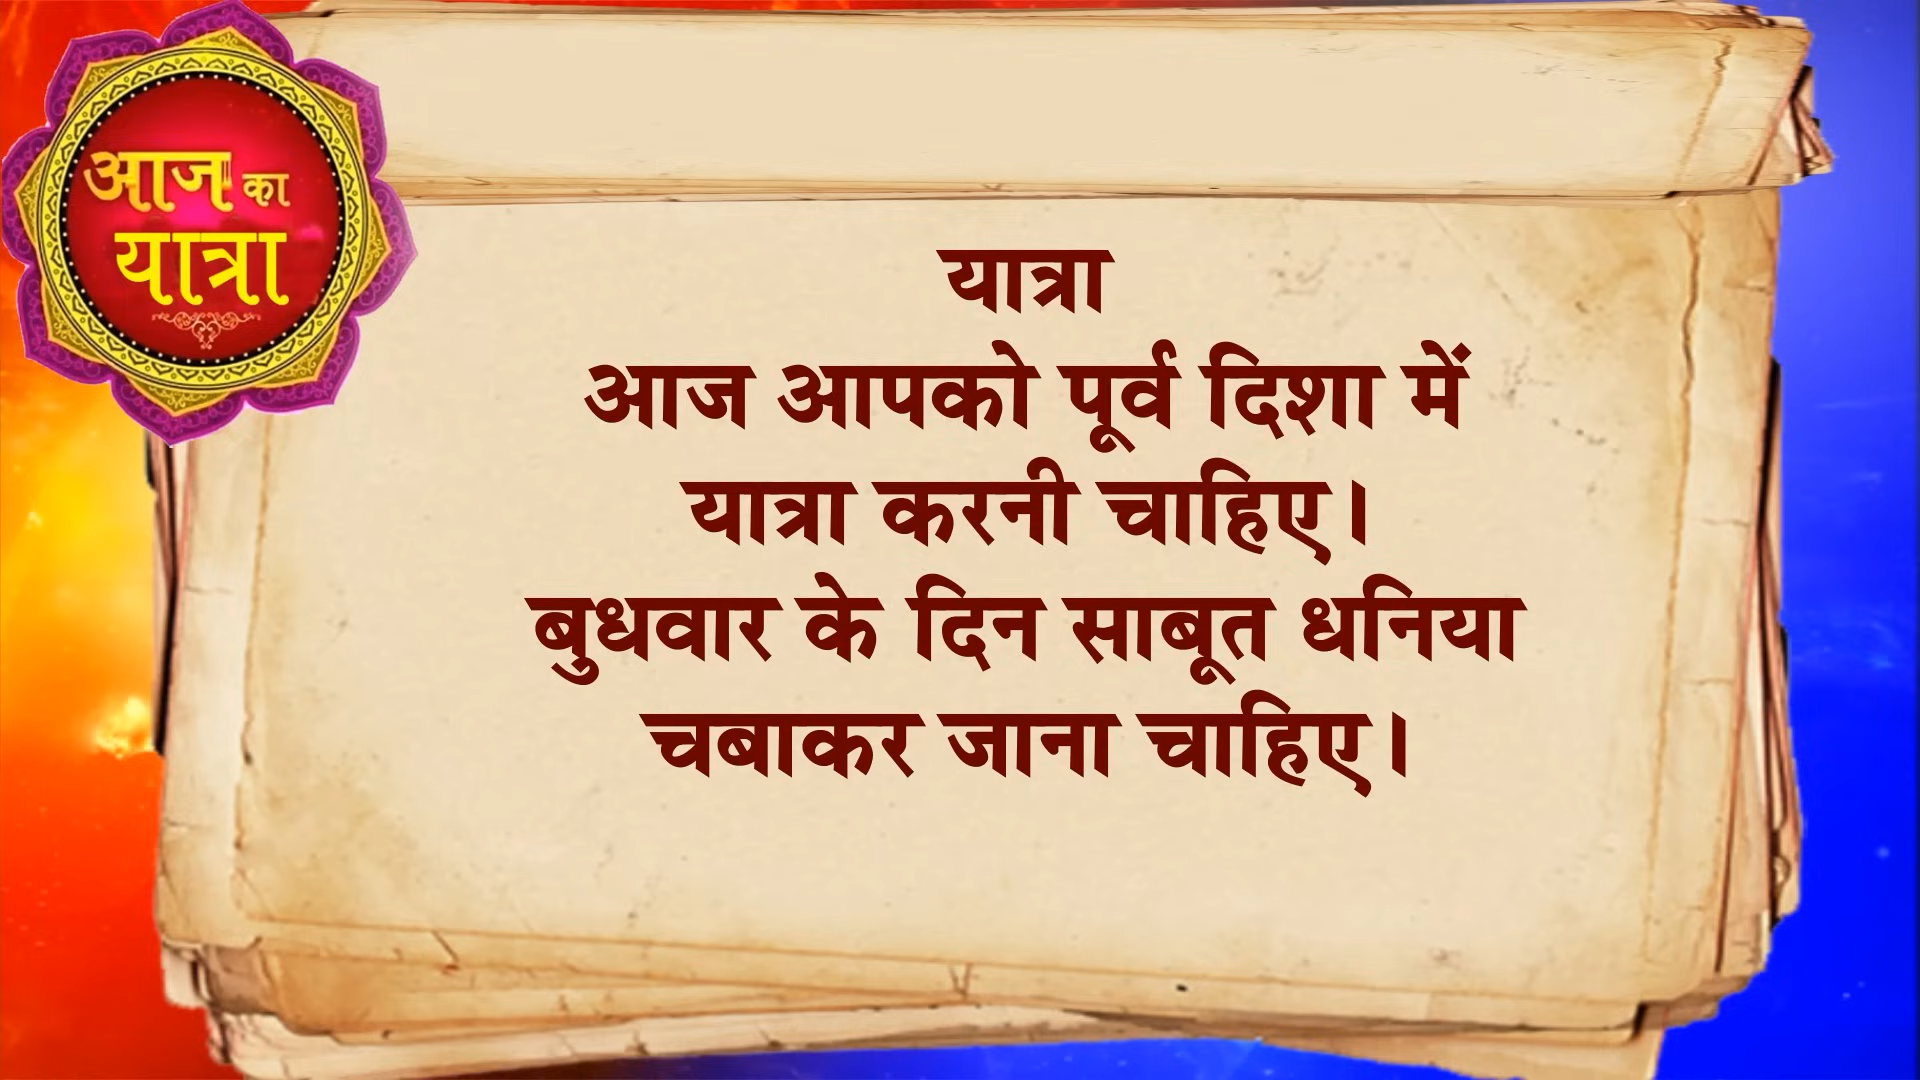 आज का
यात्रा
यात्रा
आज आपको पूर्व दिशा में
यात्रा करनी चाहिए।
बुधवार के दिन साबूत धनिया
चबाकर जाना चाहिए।